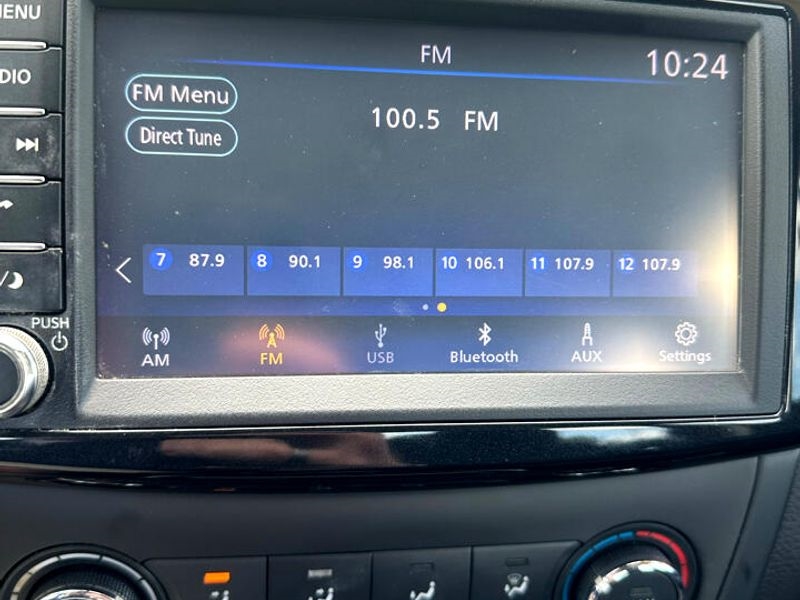 MENU
DIO
PUSH
FM
10:24
FM Menu
100.5 FM
Direct Tune
7 87.9
8 90.1
9 98.1
10 106.1
11 107.9
12 107.9
AM
FM
USB
Bluetooth
AUX
Settings